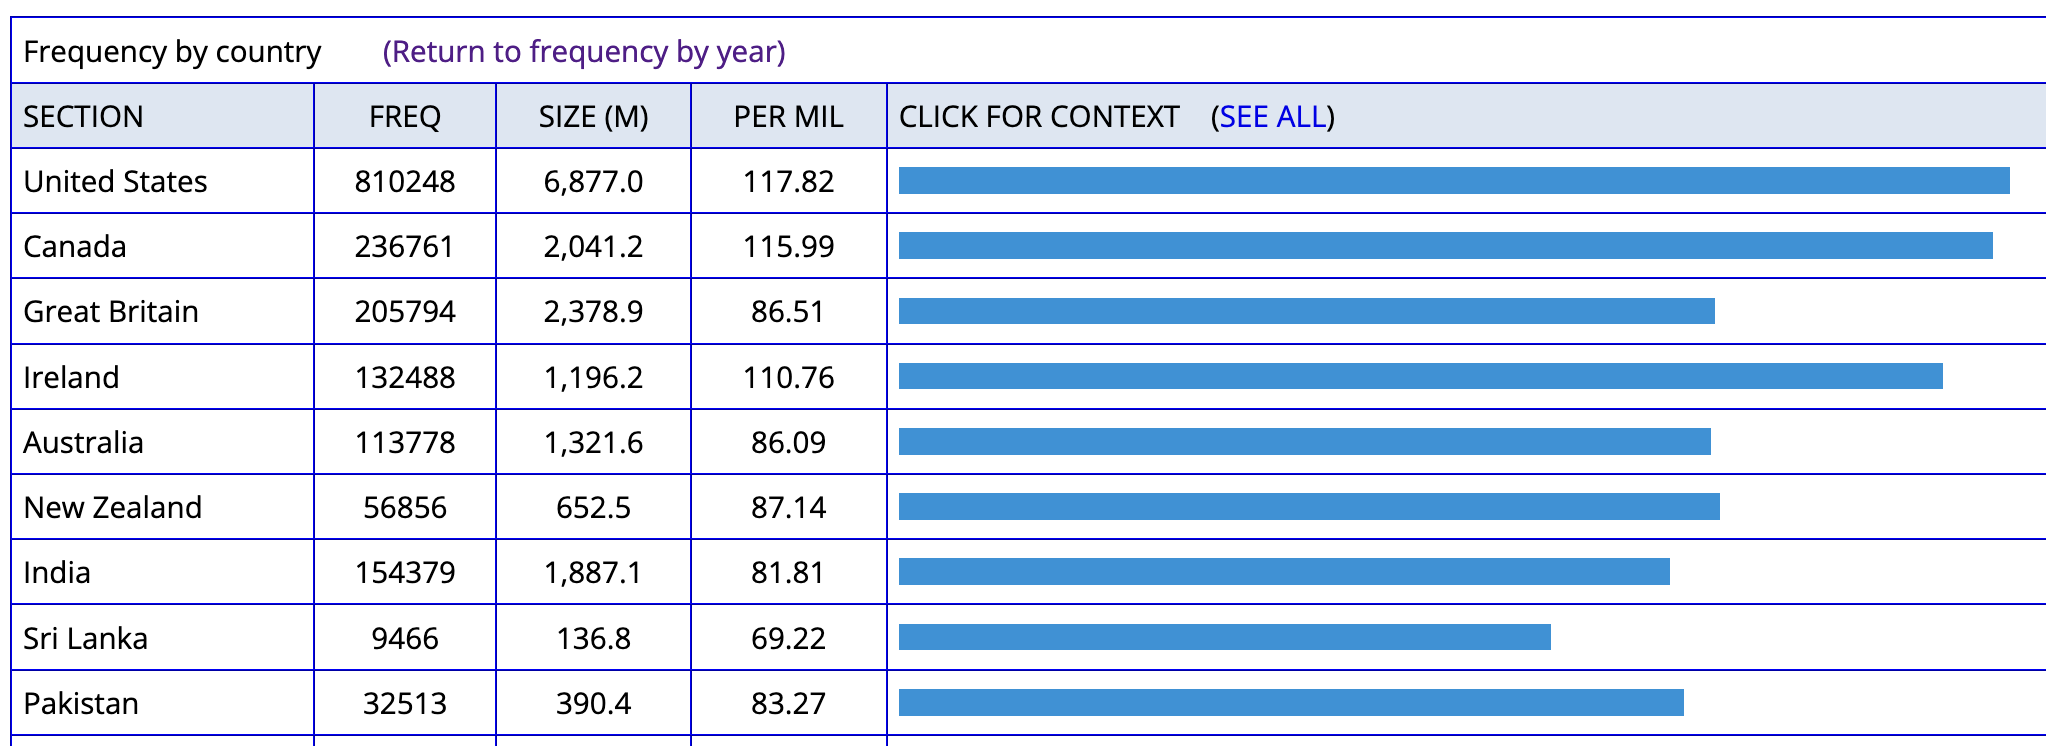 Frequency by country (Return to frequency by year)
SECTION FREQ SIZE (M) PER MIL CLICK FOR CONTEXT (SEE ALL)
United States 810248 6,877.0 117.82
Canada 236761 2,041.2 115.99
Great Britain 205794 2,378.9 86.51
Ireland 132488 1,196.2 110.76
Australia 113778 1,321.6 86.09
New Zealand 56856 652.5 87.14
India 154379 1,887.1 81.81
Sri Lanka 9466 136.8 69.22
Pakistan 32513 390.4 83.27